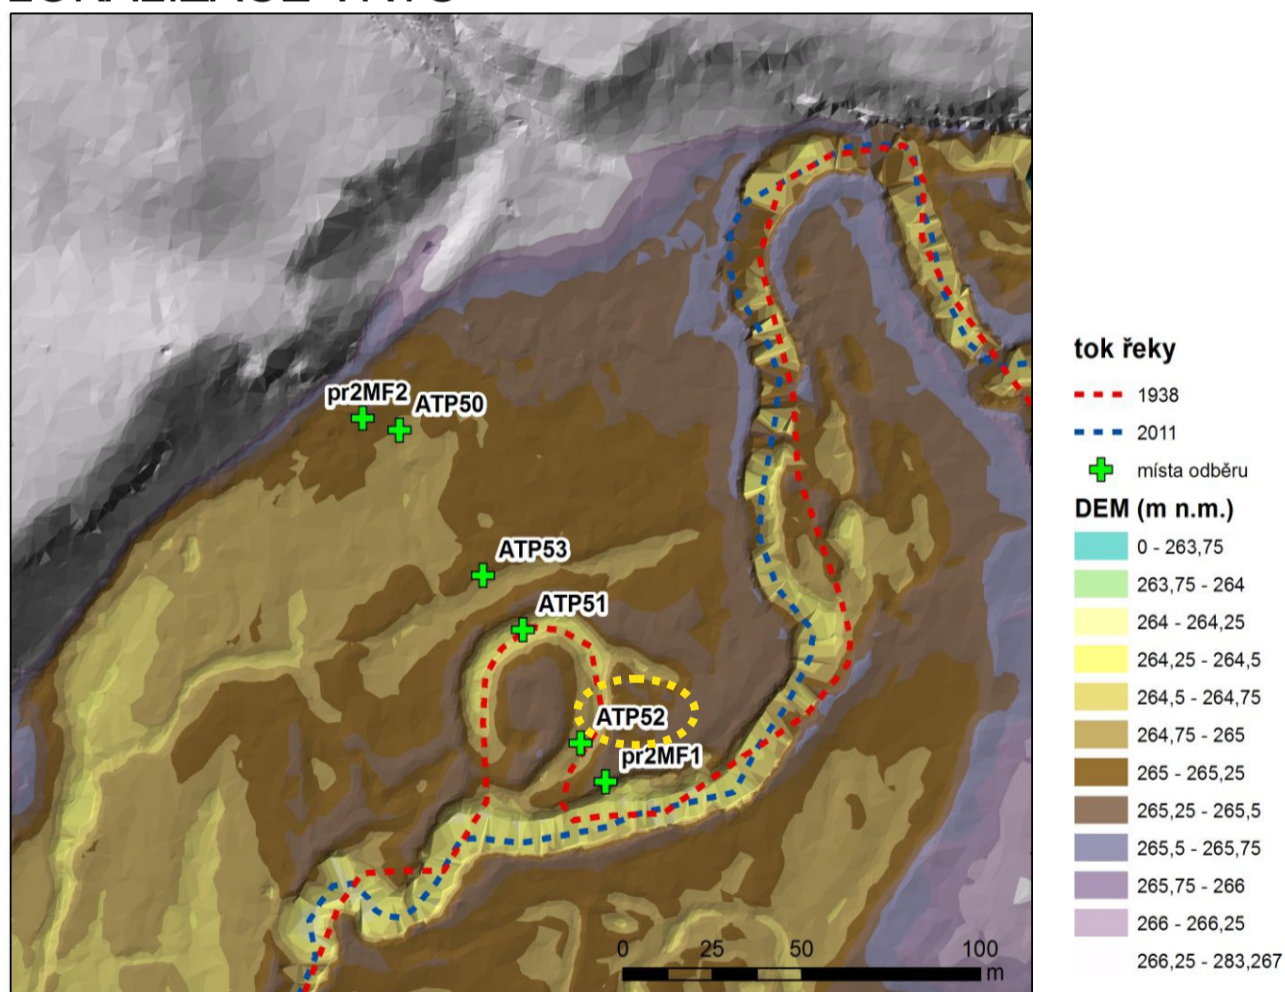 pr2MF2
ATP50
ATP53
ATP51
ATP52
pr2MF1
0 25 50 100
m
tok řeky
1938
2011
místa odběru
DEM (m n.m.)
0 - 263,75
263,75 - 264
264 - 264,25
264,25 - 264,5
264,5 - 264,75
264,75 - 265
265 - 265,25
265,25 - 265,5
265,5 - 265,75
265,75 - 266
266 - 266,25
266,25 - 283,267